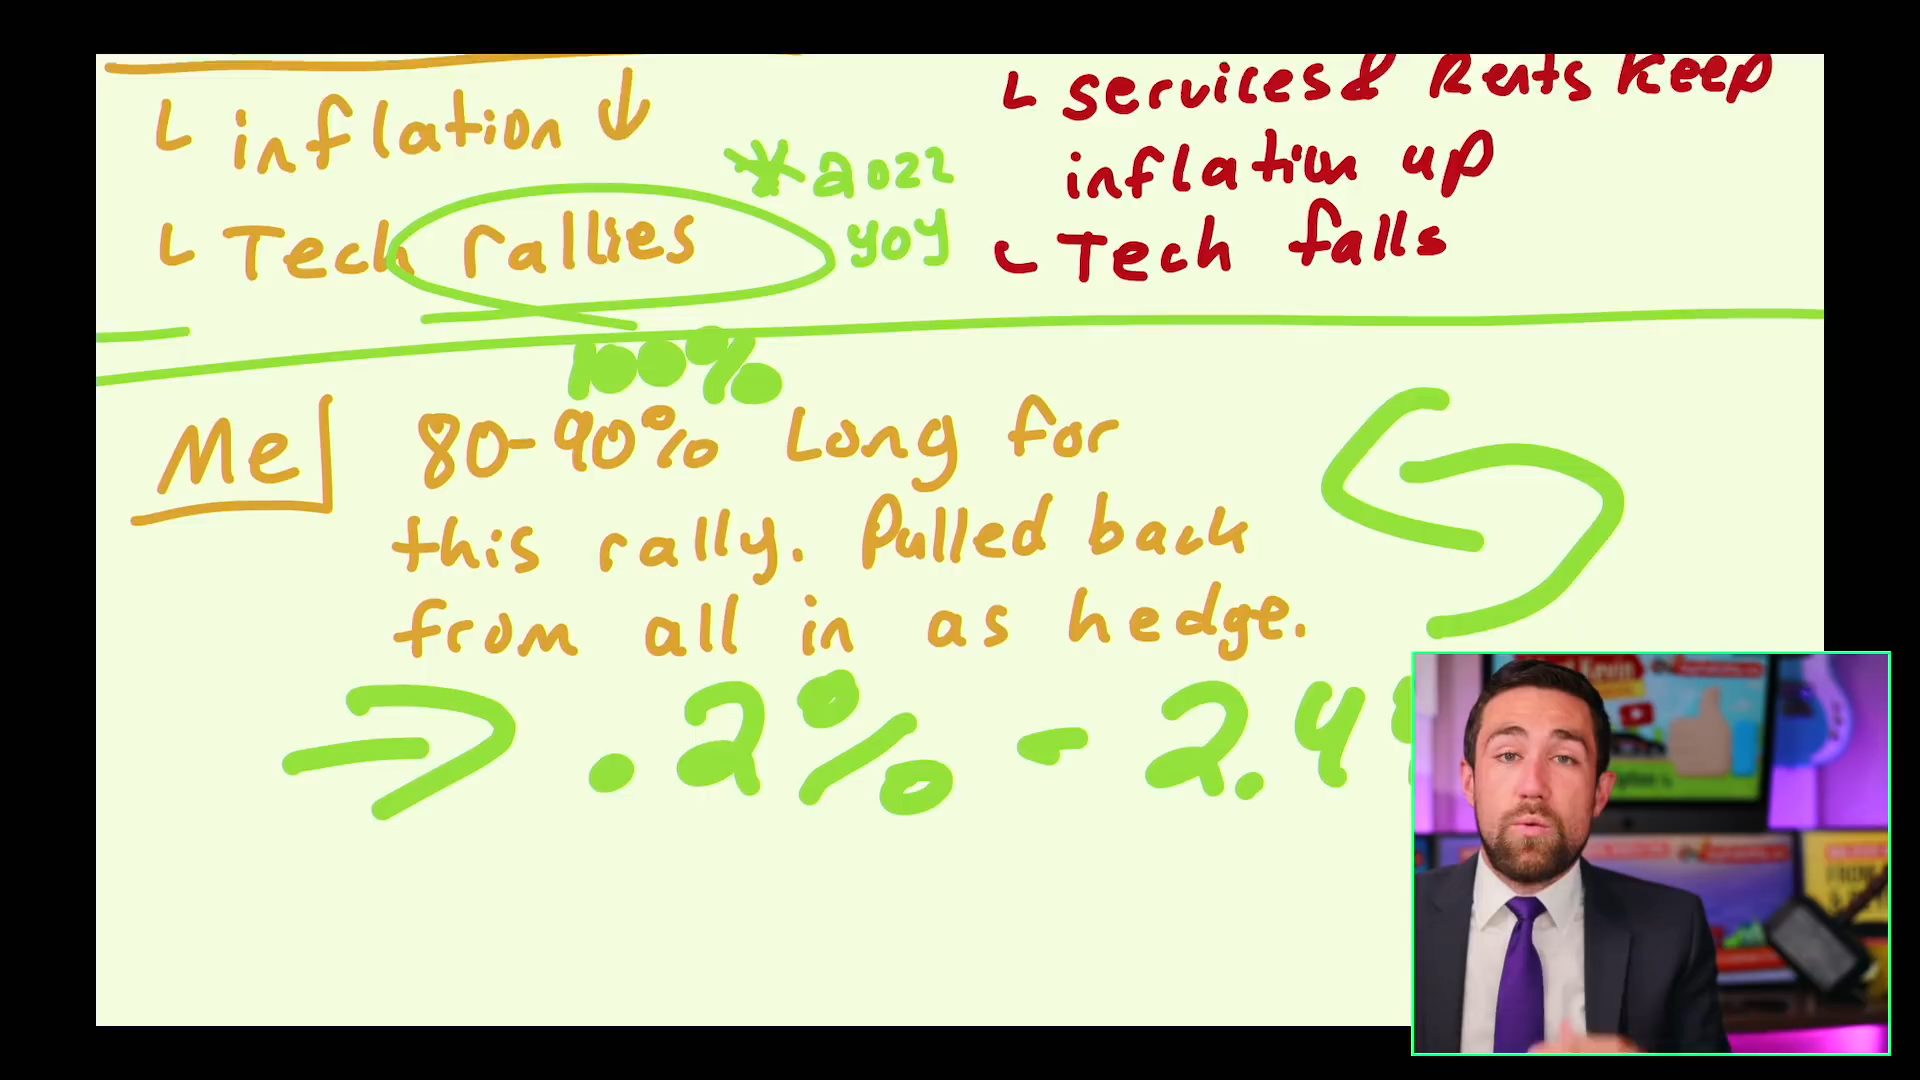 └ inflation ↓
└ Tech rallies
* 2022
yoy
└ services & Rents Keep
inflation up
└ Tech falls
100%
Me
80-90% Long for
this rally. Pulled back
from all in as hedge.
→ .2% - 2.4
Kevin